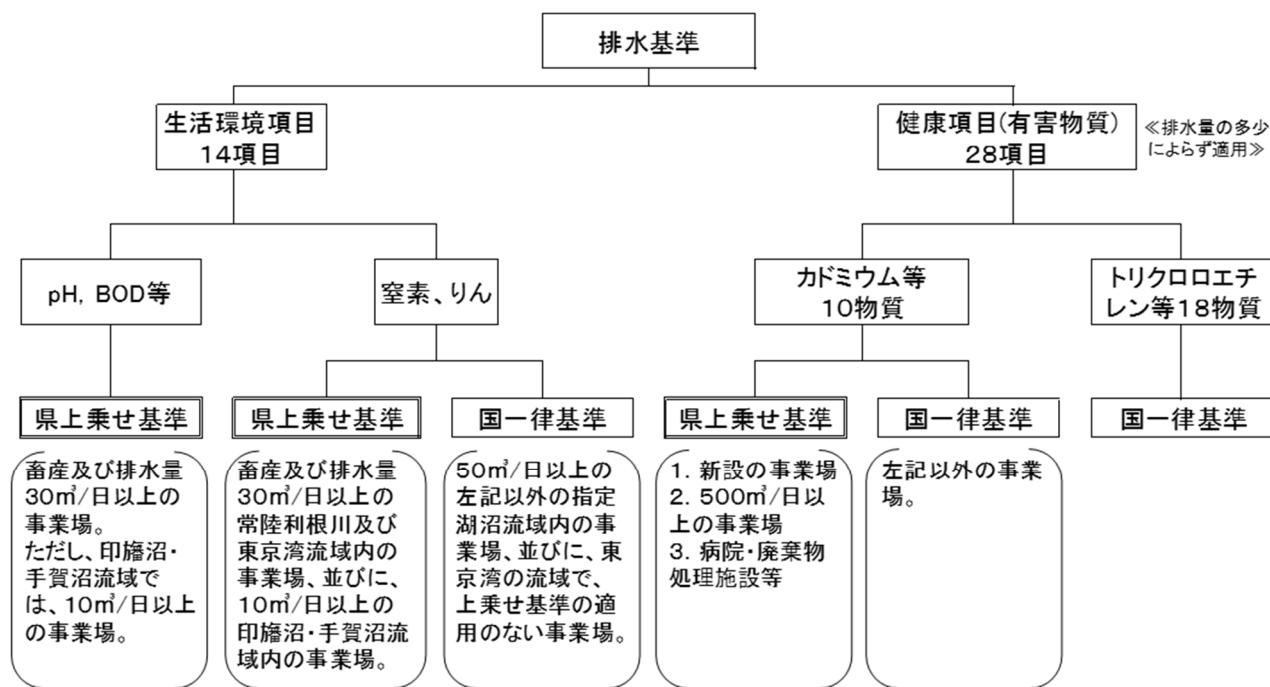 排水基準
生活環境項目
14項目
健康項目(有害物質)
28項目
≪排水量の多少
によらず適用≫
pH, BOD等
窒素、りん
カドミウム等
10物質
トリクロロエチ
レン等18物質
県上乗せ基準
県上乗せ基準
国一律基準
県上乗せ基準
国一律基準
国一律基準
畜産及び排水量
30㎥/日以上の
事業場。
ただし、印旛沼・
手賀沼流域で
は、10㎥/日以上
の事業場。
畜産及び排水量
30㎥/日以上の
常陸利根川及び
東京湾流域内の
事業場、並びに、
10㎥/日以上の
印旛沼・手賀沼流
域内の事業場。
50㎥/日以上の
左記以外の指定
湖沼流域内の事
業場、並びに、東
京湾の流域で、
上乗せ基準の適
用のない事業場。
1. 新設の事業場
2. 500㎥/日以
上の事業場
3. 病院・廃棄物
処理施設等
左記以外の事業
場。